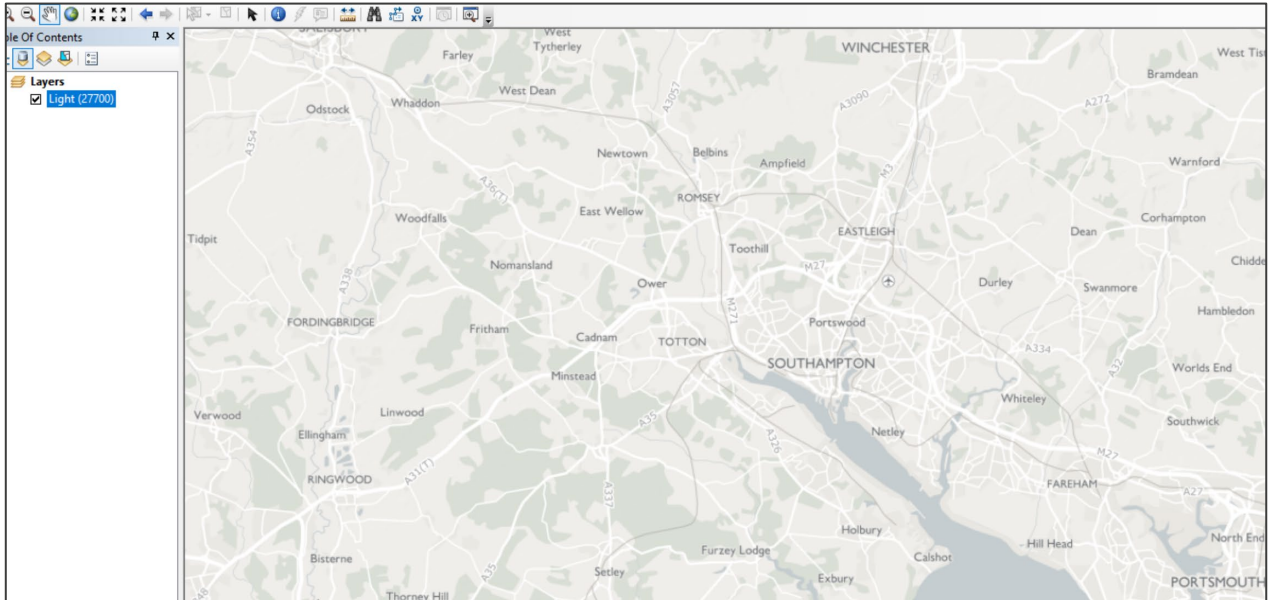 XY
Table Of Contents
Layers
Light (27700)
SALISBURY
West
Tytherley
Farley
WINCHESTER
West Tis
Bramdean
West Dean
A3057
A3090
A272
Whaddon
Odstock
A354
Newtown
Belbins
Ampfield
M3
Warnford
A36(T)
ROMSEY
East Wellow
Woodfalls
Corhampton
EASTLEIGH
Dean
Tidpit
Toothill
Nomansland
M27
Chidde
A338
Ower
Durley
Swanmore
M271
Hambledon
FORDINGBRIDGE
Fritham
Portswood
Cadnam
TOTTON
A334
SOUTHAMPTON
A32
Worlds End
Minstead
Whiteley
Verwood
Linwood
A35
Southwick
Ellingham
A326
Netley
M27
A31(T)
RINGWOOD
FAREHAM
A337
A27
Holbury
North End
Furzey Lodge
Hill Head
Bisterne
Calshot
A35
Setley
Exbury
PORTSMOUTH
Thorney Hill